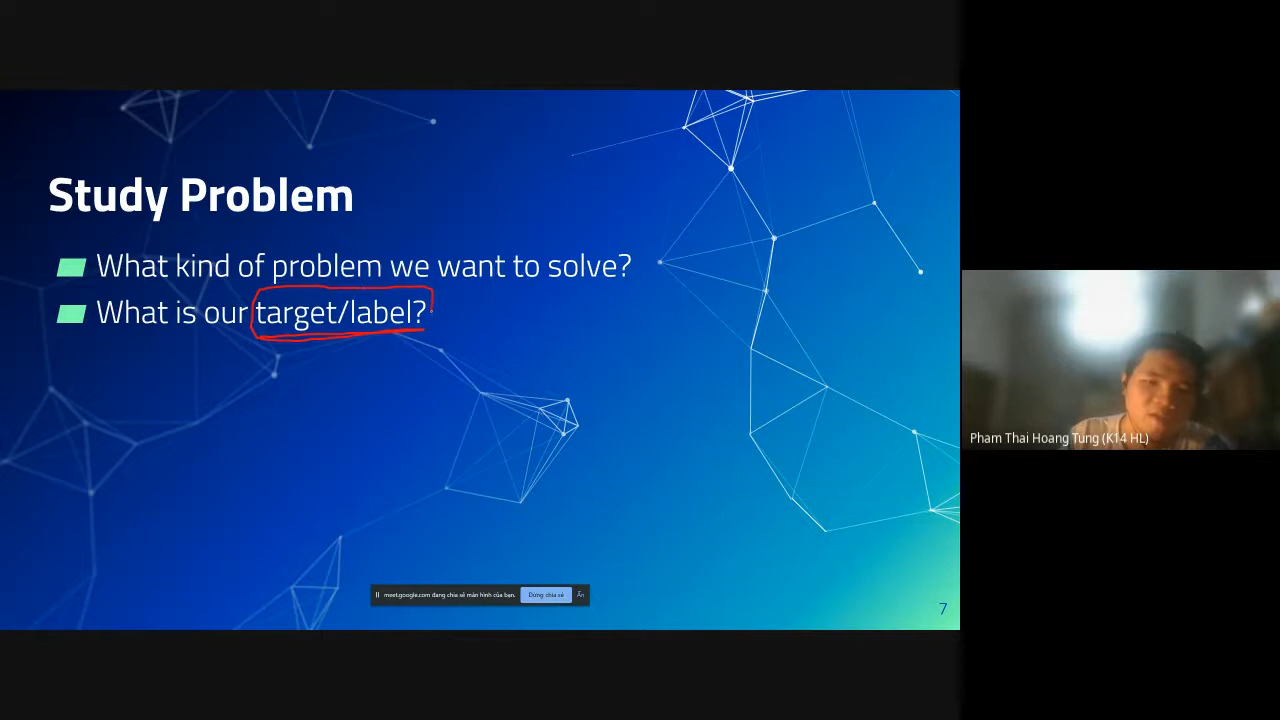 Study Problem
What kind of problem we want to solve?
What is our target/label?
meet.google.com đang chia sẻ màn hình của bạn.
Dừng chia sẻ
Ẩn
7
Pham Thai Hoang Tung (K14 HL)